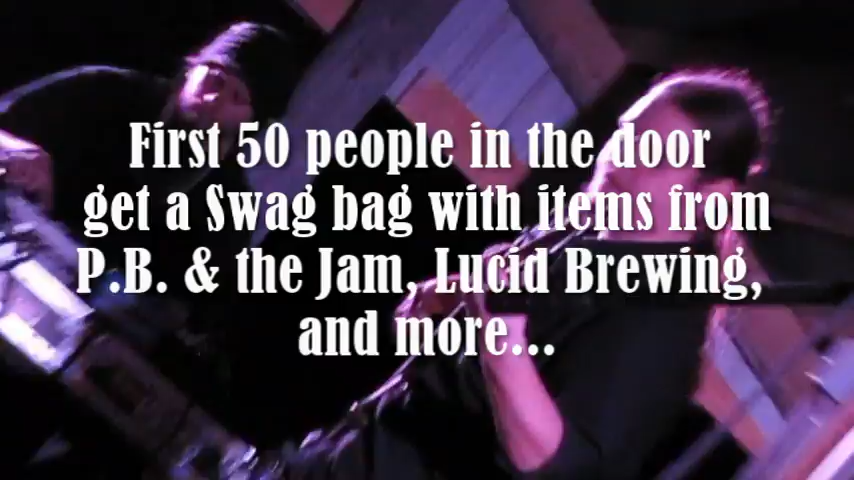 First 50 people in the door
get a Swag bag with items from
P.B. & the Jam, Lucid Brewing,
and more...